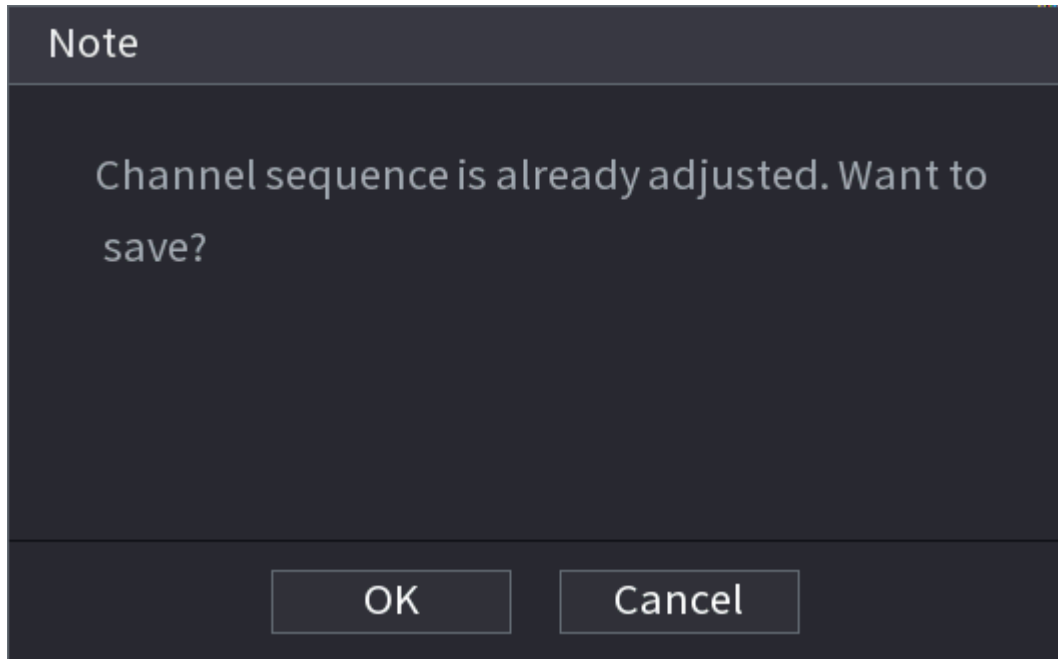 Note
Channel sequence is already adjusted. Want to
save?
OK
Cancel